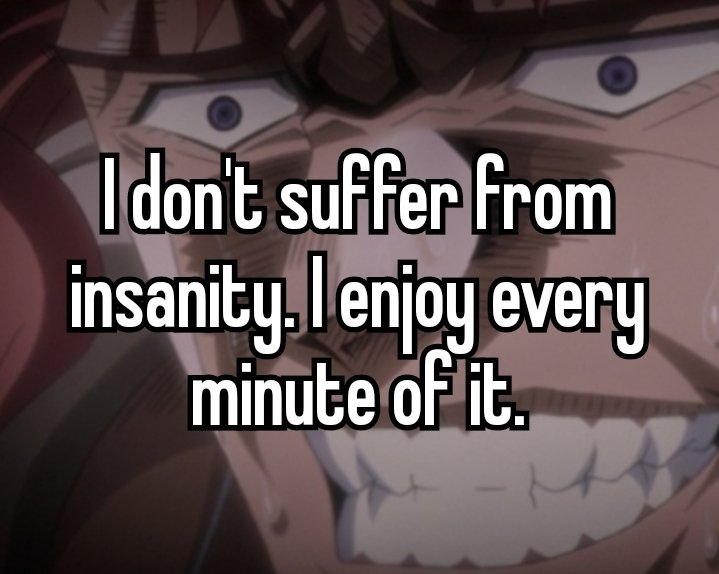 I don't suffer from
insanity. I enjoy every
minute of it.